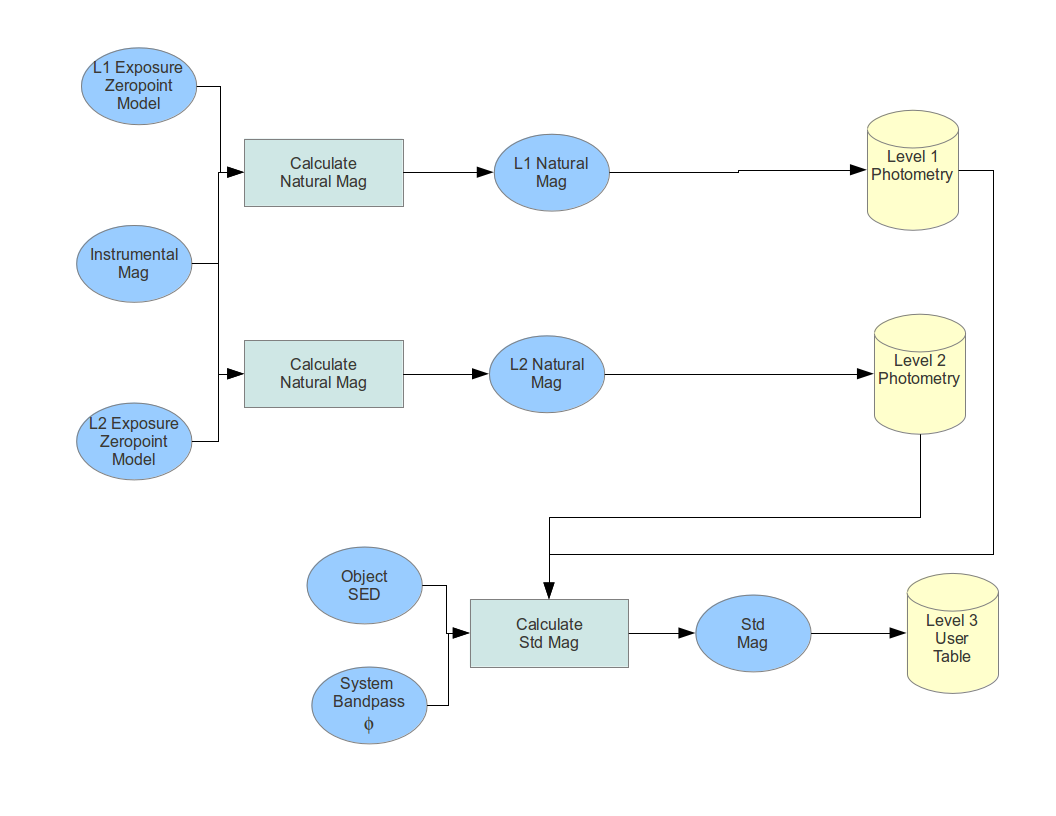 L1 Exposure
Zeropoint
Model
Calculate
Natural Mag
L1 Natural
Mag
Level 1
Photometry
Instrumental
Mag
Calculate
Natural Mag
L2 Natural
Mag
Level 2
Photometry
L2 Exposure
Zeropoint
Model
Object
SED
Calculate
Std Mag
Std
Mag
Level 3
User
Table
System
Bandpass
ϕ